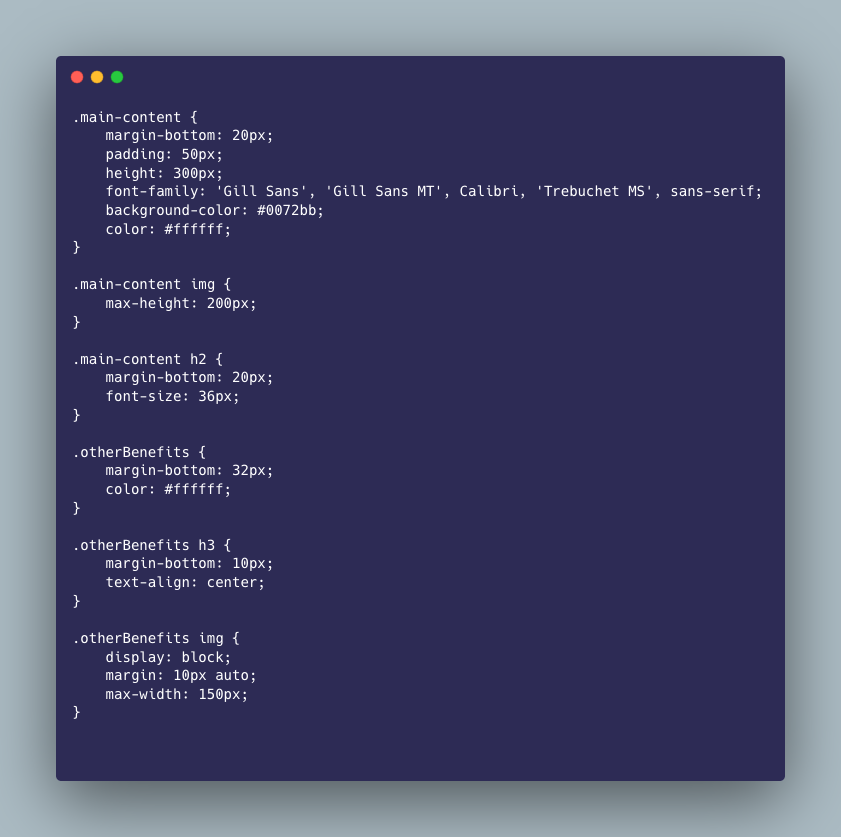 .main-content {
    margin-bottom: 20px;
    padding: 50px;
    height: 300px;
    font-family: 'Gill Sans', 'Gill Sans MT', Calibri, 'Trebuchet MS', sans-serif;
    background-color: #0072bb;
    color: #ffffff;
}

.main-content img {
    max-height: 200px;
}

.main-content h2 {
    margin-bottom: 20px;
    font-size: 36px;
}

.otherBenefits {
    margin-bottom: 32px;
    color: #ffffff;
}

.otherBenefits h3 {
    margin-bottom: 10px;
    text-align: center;
}

.otherBenefits img {
    display: block;
    margin: 10px auto;
    max-width: 150px;
}